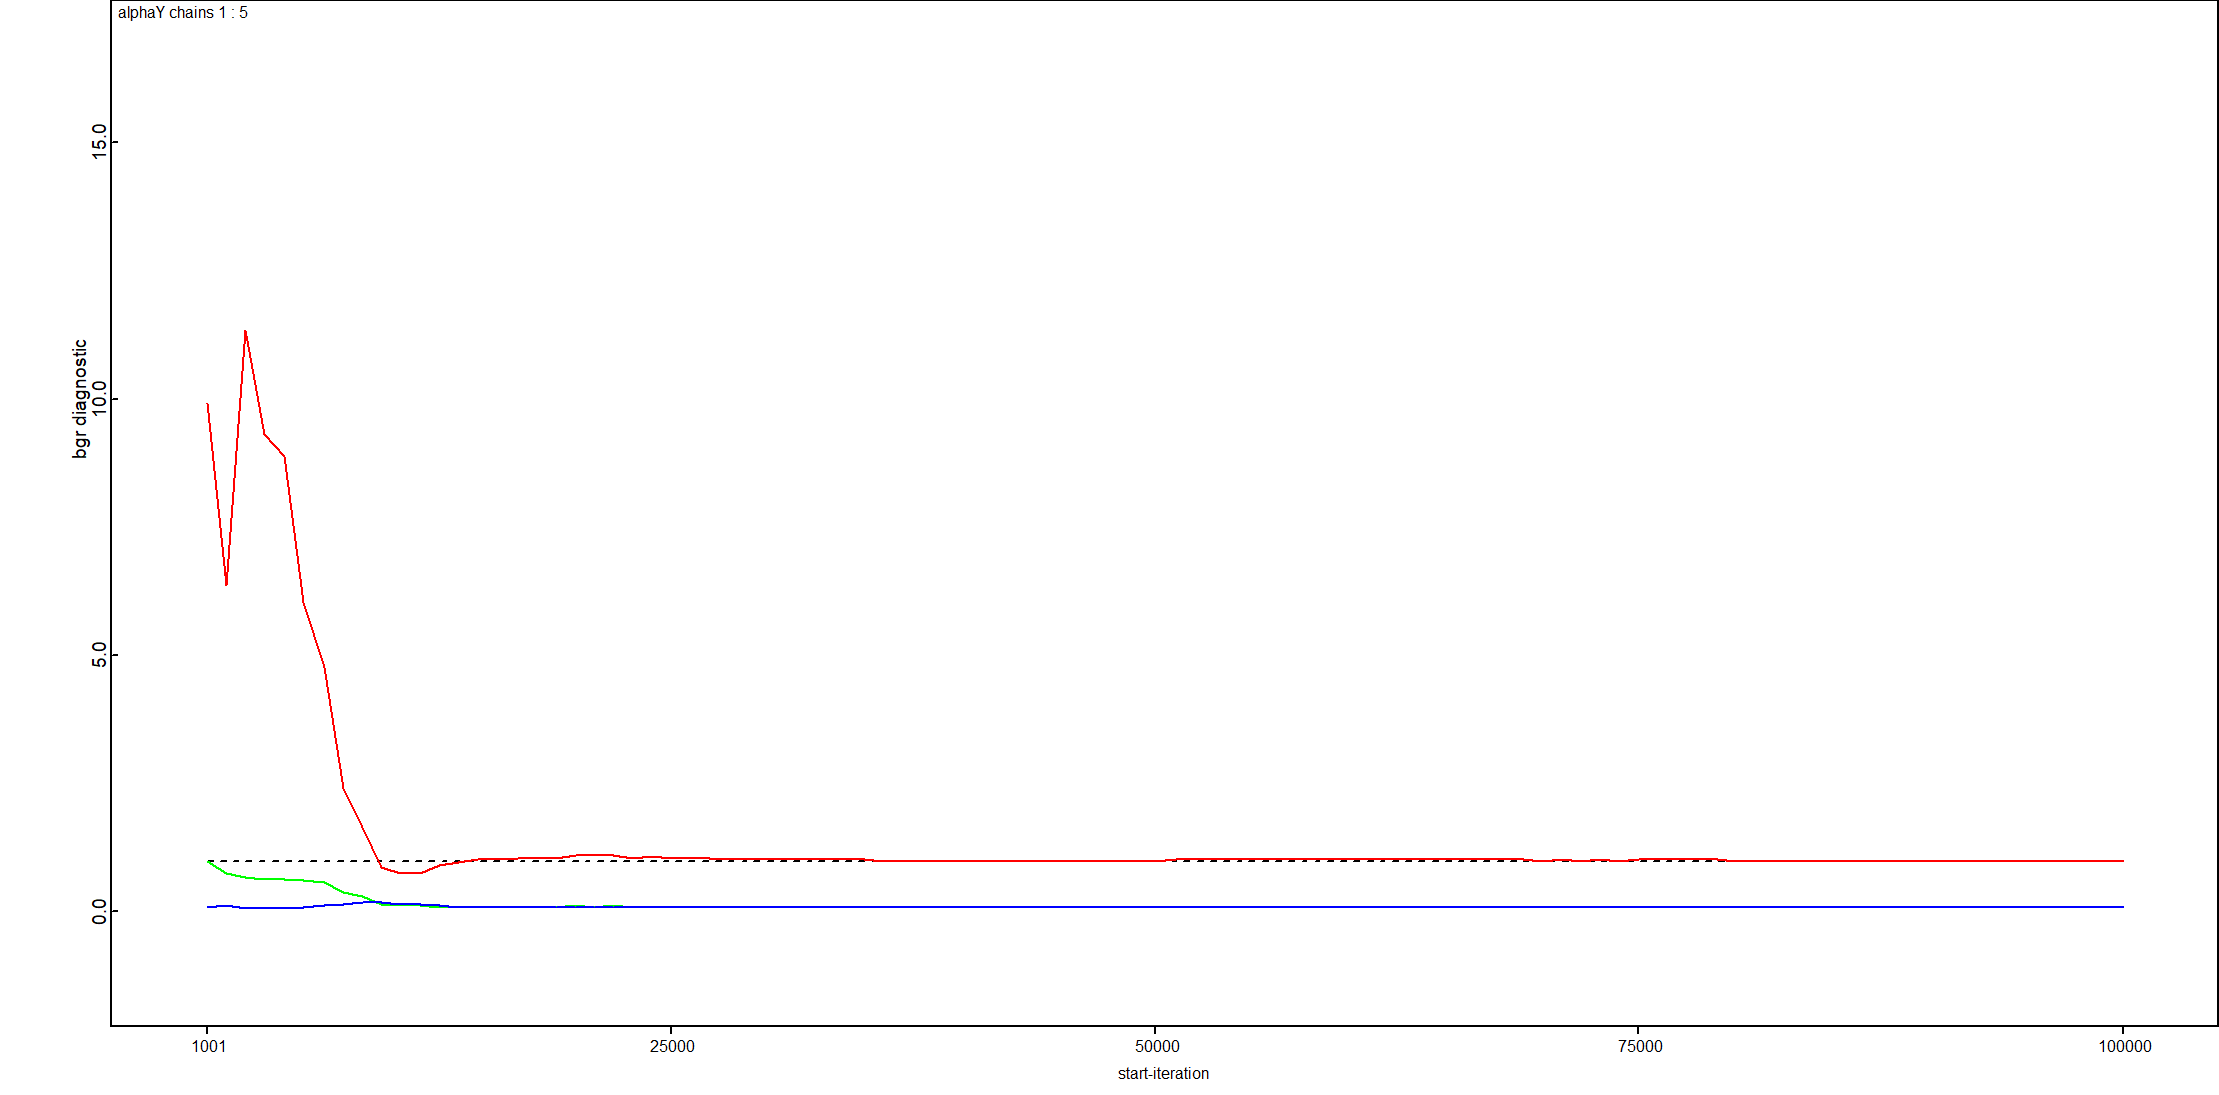 alphaY chains 1 : 5
bgr diagnostic
15.0
10.0
5.0
0.0
1001 25000 50000 75000 100000
start-iteration